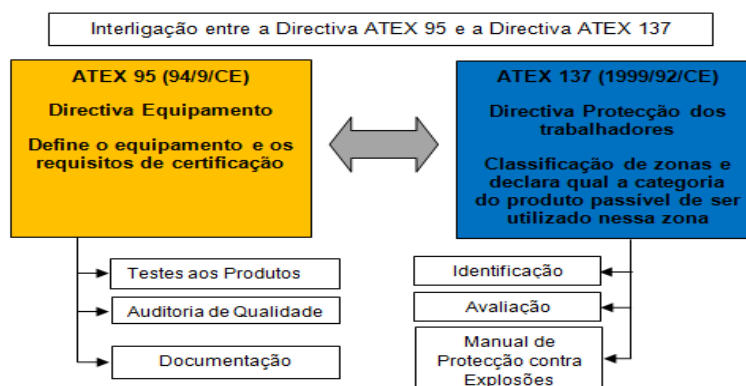 Interligação entre a Directiva ATEX 95 e a Directiva ATEX 137
ATEX 95 (94/9/CE)
Directiva Equipamento
Define o equipamento e os
requisitos de certificação
ATEX 137 (1999/92/CE)
Directiva Protecção dos
trabalhadores
Classificação de zonas e
declara qual a categoria
do produto passível de ser
utilizado nessa zona
Testes aos Produtos
Auditoria de Qualidade
Documentação
Identificação
Avaliação
Manual de
Protecção contra
Explosões